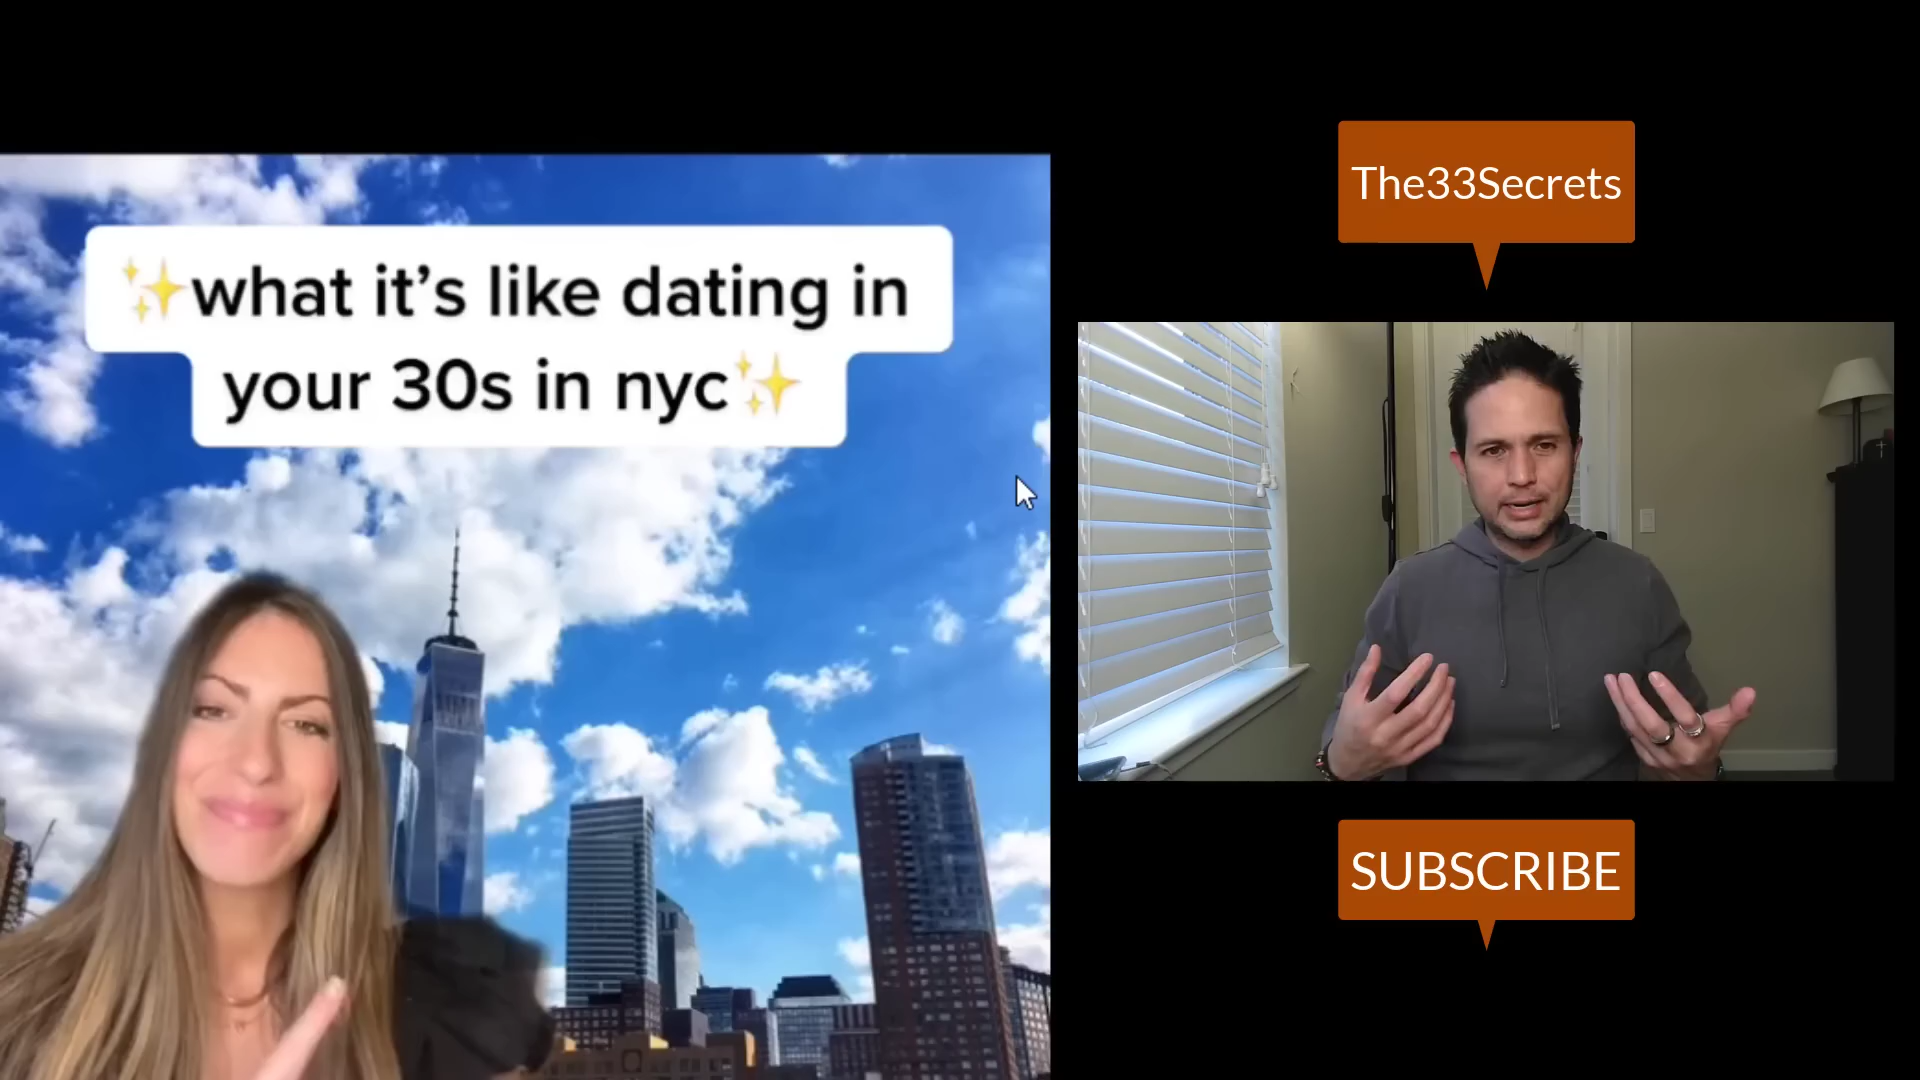 ✨what it’s like dating in
your 30s in nyc✨
The33Secrets
SUBSCRIBE